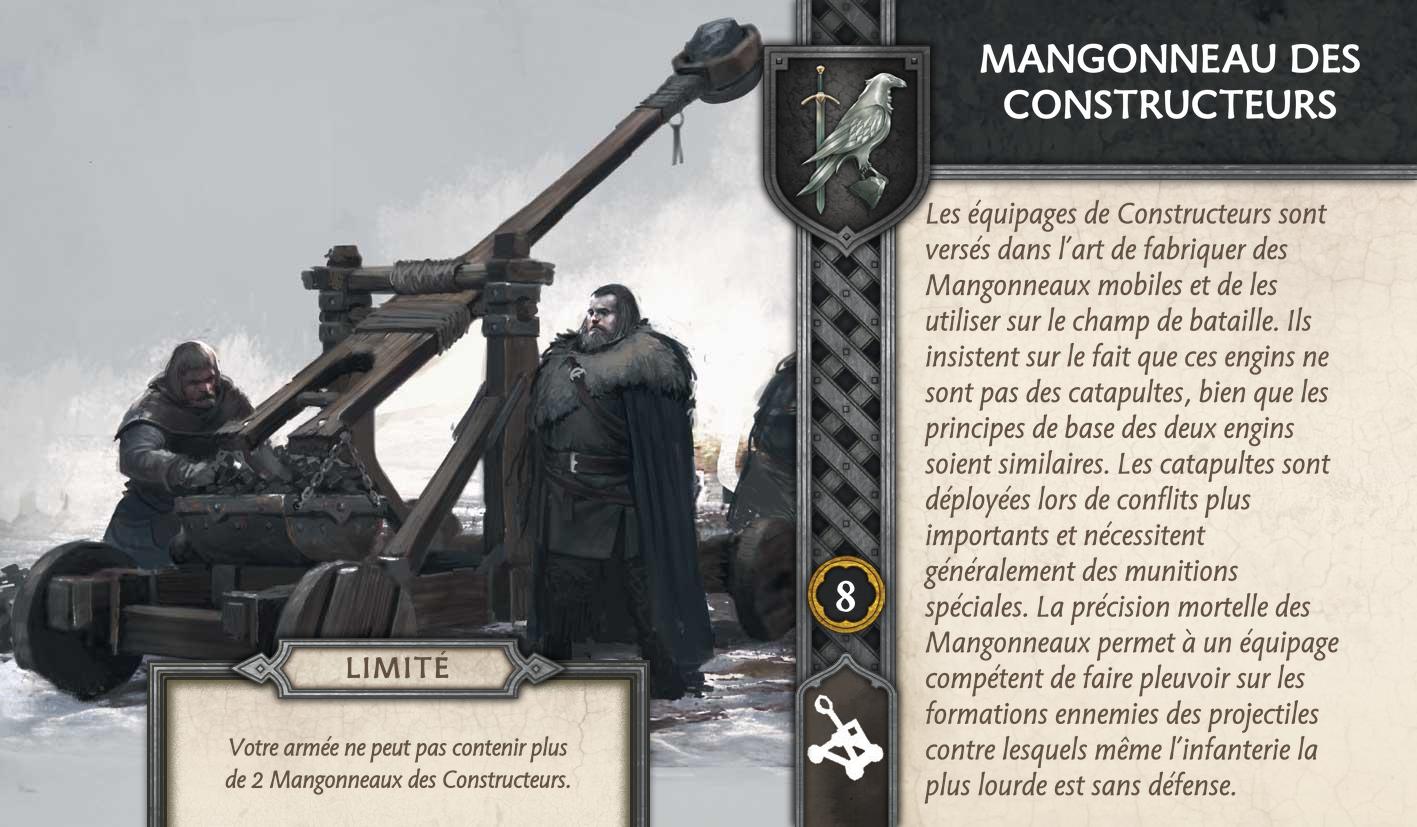 MANGONNEAU DES
CONSTRUCTEURS
Les équipages de Constructeurs sont
versés dans l'art de fabriquer des
Mangonneaux mobiles et de les
utiliser sur le champ de bataille. Ils
insistent sur le fait que ces engins ne
sont pas des catapultes, bien que les
principes de base des deux engins
soient similaires. Les catapultes sont
déployées lors de conflits plus
importants et nécessitent
généralement des munitions
spéciales. La précision mortelle des
Mangonneaux permet à un équipage
compétent de faire pleuvoir sur les
formations ennemies des projectiles
contre lesquels même l'infanterie la
plus lourde est sans défense.
8
LIMITÉ
Votre armée ne peut pas contenir plus
de 2 Mangonneaux des Constructeurs.